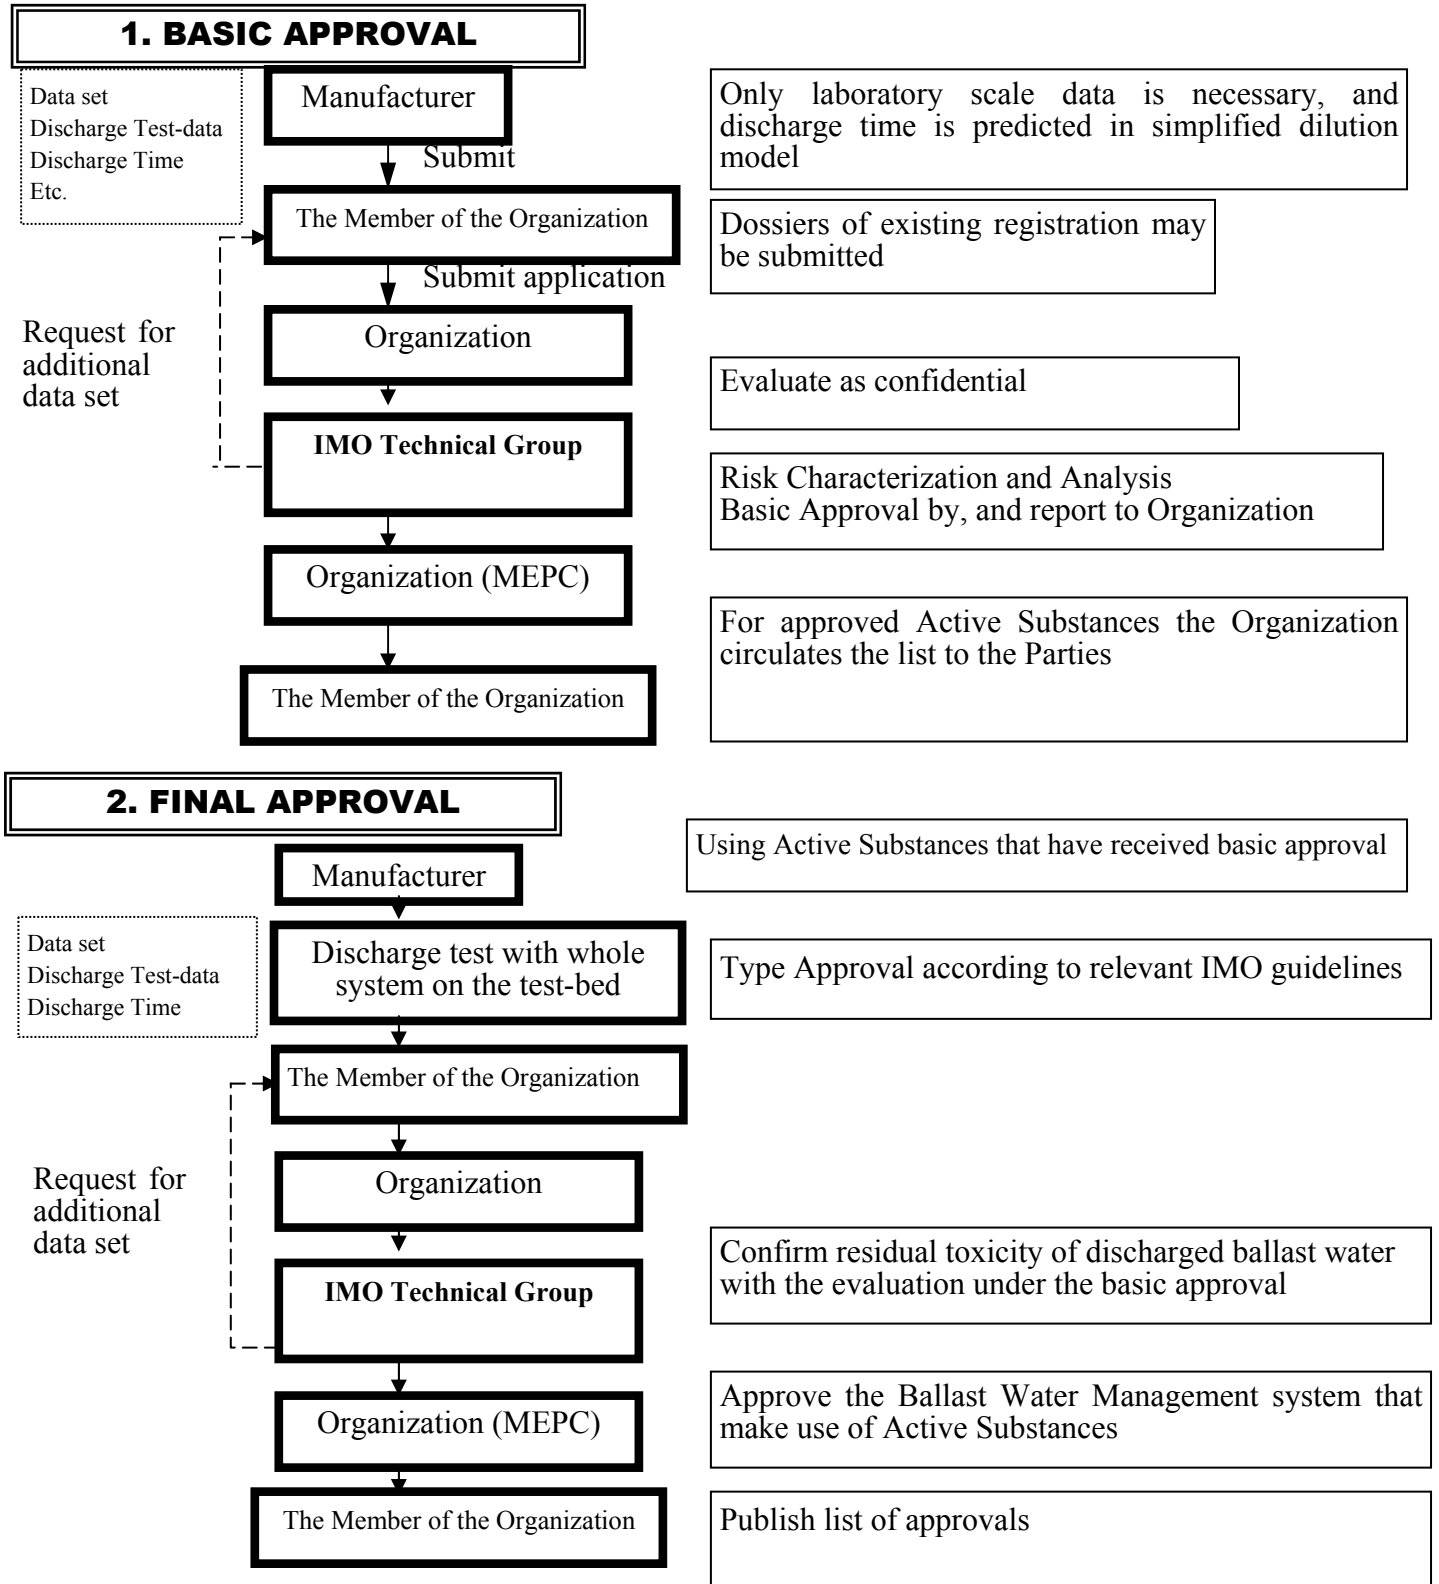 1. BASIC APPROVAL
Data set
Discharge Test-data
Discharge Time
Etc.
Manufacturer
Only laboratory scale data is necessary, and
discharge time is predicted in simplified dilution
model
Submit
The Member of the Organization
Dossiers of existing registration may
be submitted
Submit application
Request for
additional
data set
Organization
Evaluate as confidential
IMO Technical Group
Risk Characterization and Analysis
Basic Approval by, and report to Organization
Organization (MEPC)
For approved Active Substances the Organization
circulates the list to the Parties
The Member of the Organization
2. FINAL APPROVAL
Using Active Substances that have received basic approval
Manufacturer
Data set
Discharge Test-data
Discharge Time
Discharge test with whole
system on the test-bed
Type Approval according to relevant IMO guidelines
The Member of the Organization
Request for
additional
data set
Organization
Confirm residual toxicity of discharged ballast water
with the evaluation under the basic approval
IMO Technical Group
Approve the Ballast Water Management system that
make use of Active Substances
Organization (MEPC)
The Member of the Organization
Publish list of approvals